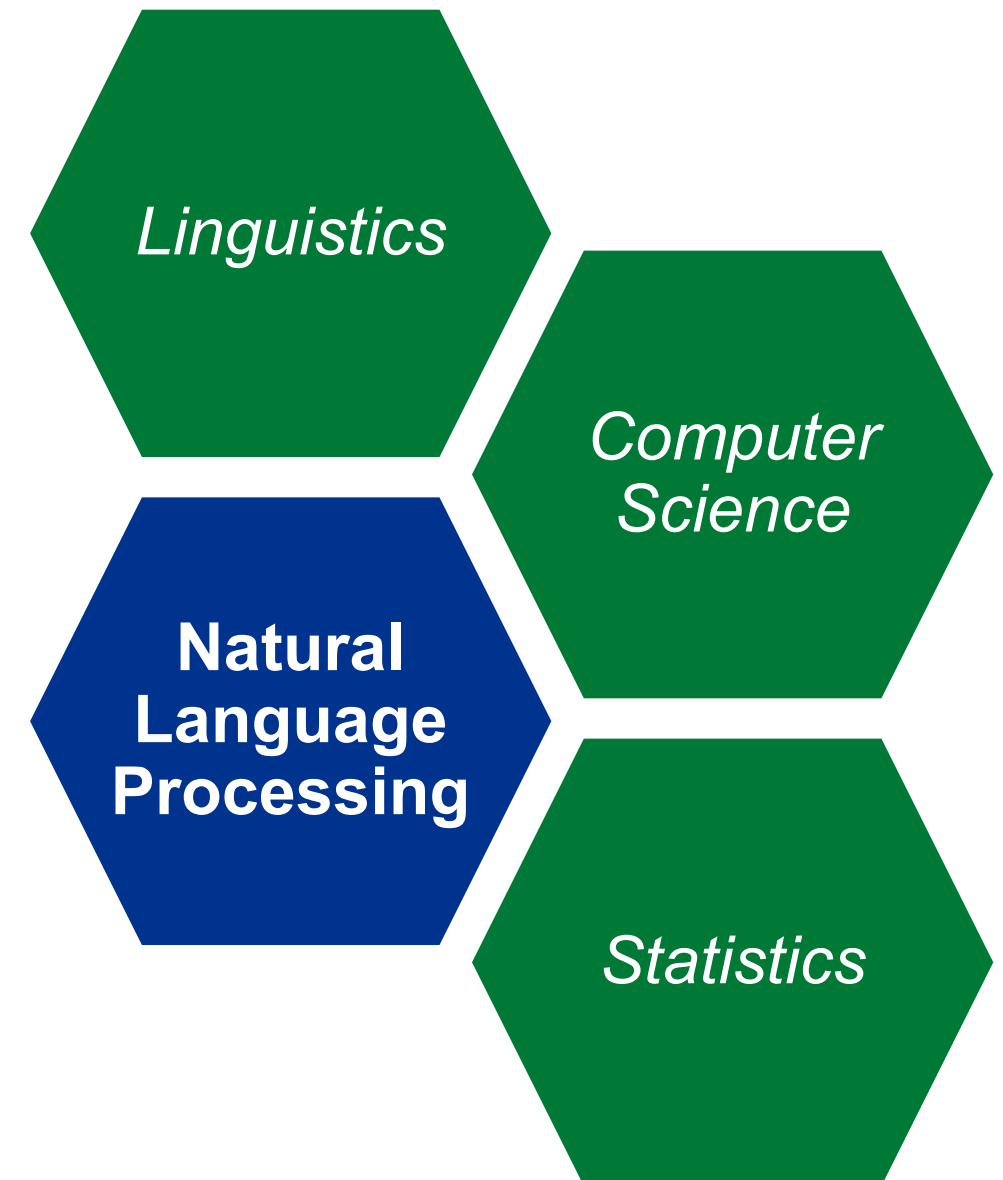 Linguistics
Computer
Science
Natural
Language
Processing
Statistics